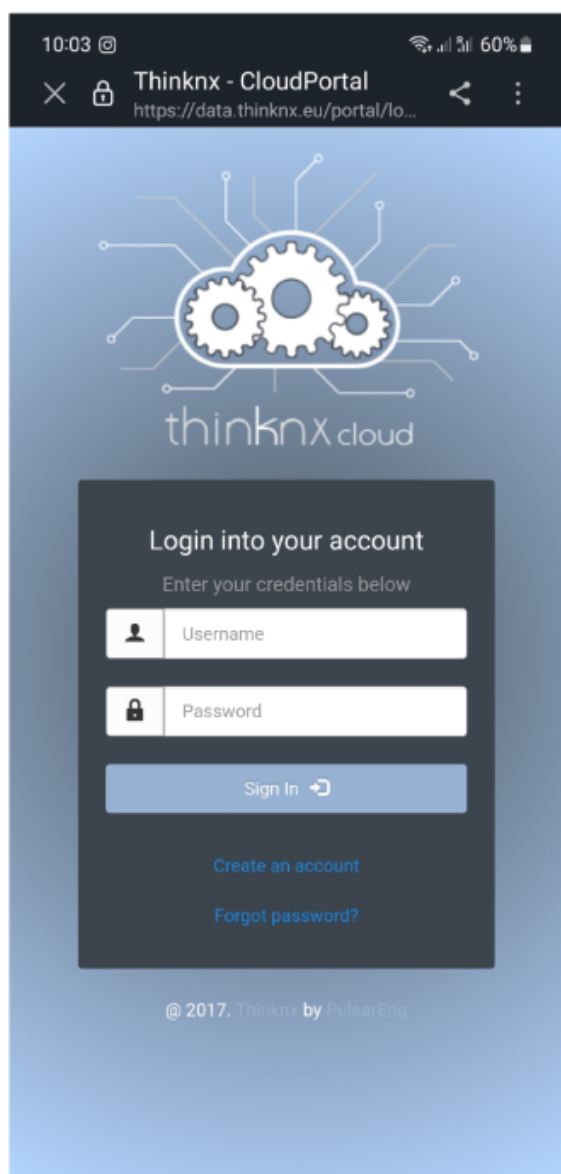 10:03 60%
Thinknx - CloudPortal
https://data.thinknx.eu/portal/lo...
thinknx cloud
Login into your account
Enter your credentials below
Username
Password
Sign In
Create an account
Forgot password?
@ 2017. Thinknx by PulsarEng